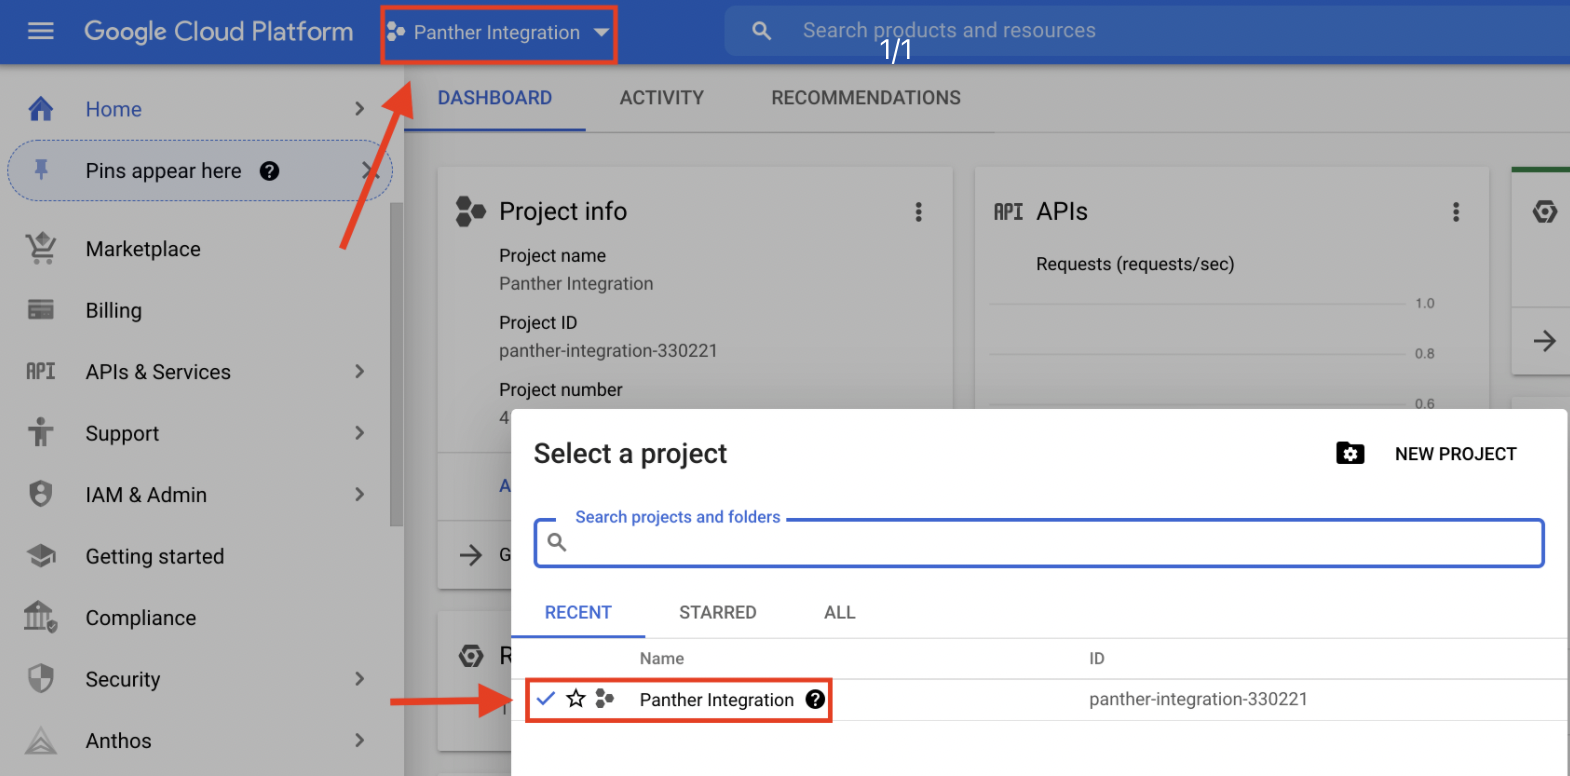 Google Cloud Platform
Panther Integration
Search products and resources
1/1
Home
Pins appear here
Marketplace
Billing
API
APIs & Services
Support
IAM & Admin
Getting started
Compliance
Security
Anthos
DASHBOARD
ACTIVITY
RECOMMENDATIONS
Project info
Project name
Panther Integration
Project ID
panther-integration-330221
Project number
4
A
G
R
API APIs
Requests (requests/sec)
1.0
0.8
0.6
Select a project
NEW PROJECT
Search projects and folders
RECENT
STARRED
ALL
Name
ID
Panther Integration
panther-integration-330221